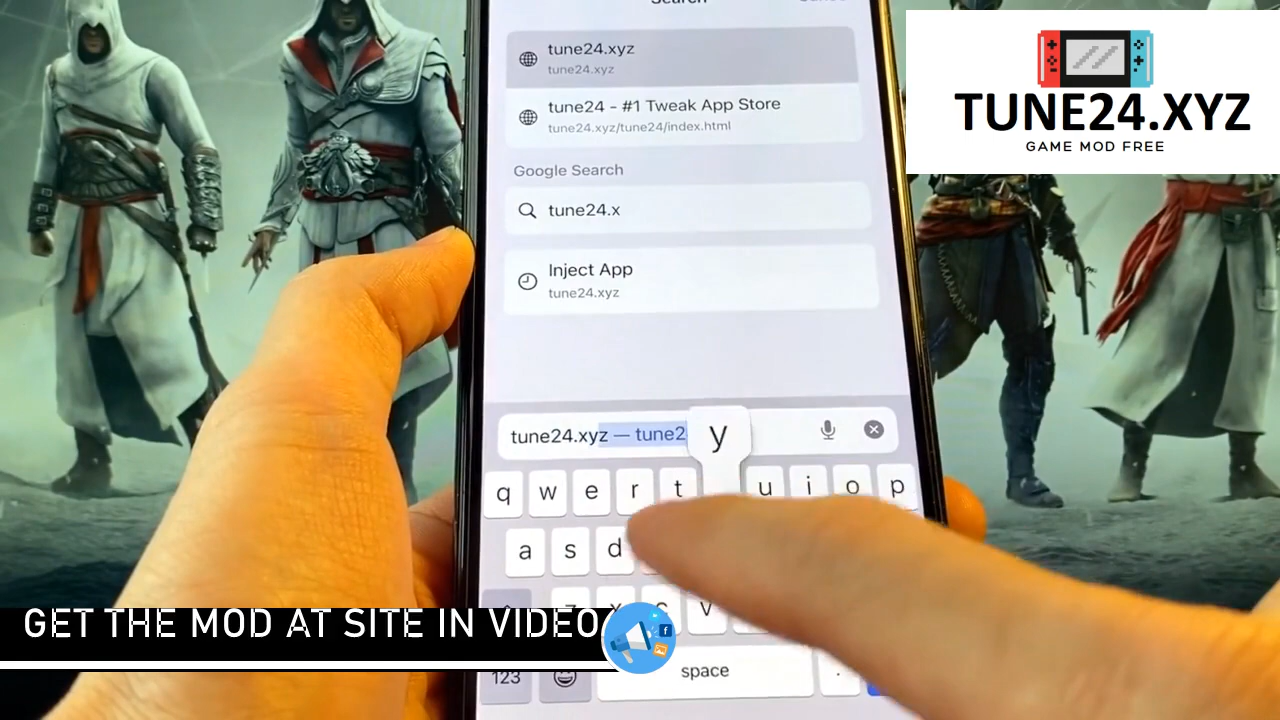 Search
tune24.xyz
tune24.xyz
tune24 - #1 Tweak App Store
tune24.xyz/tune24/index.html
Google Search
tune24.x
Inject App
tune24.xyz
tune24.xyz — tune2
y
q w e r t u i o p
a s d
z x c v
123 space .
TUNE24.XYZ
GAME MOD FREE
GET THE MOD AT SITE IN VIDEO
f